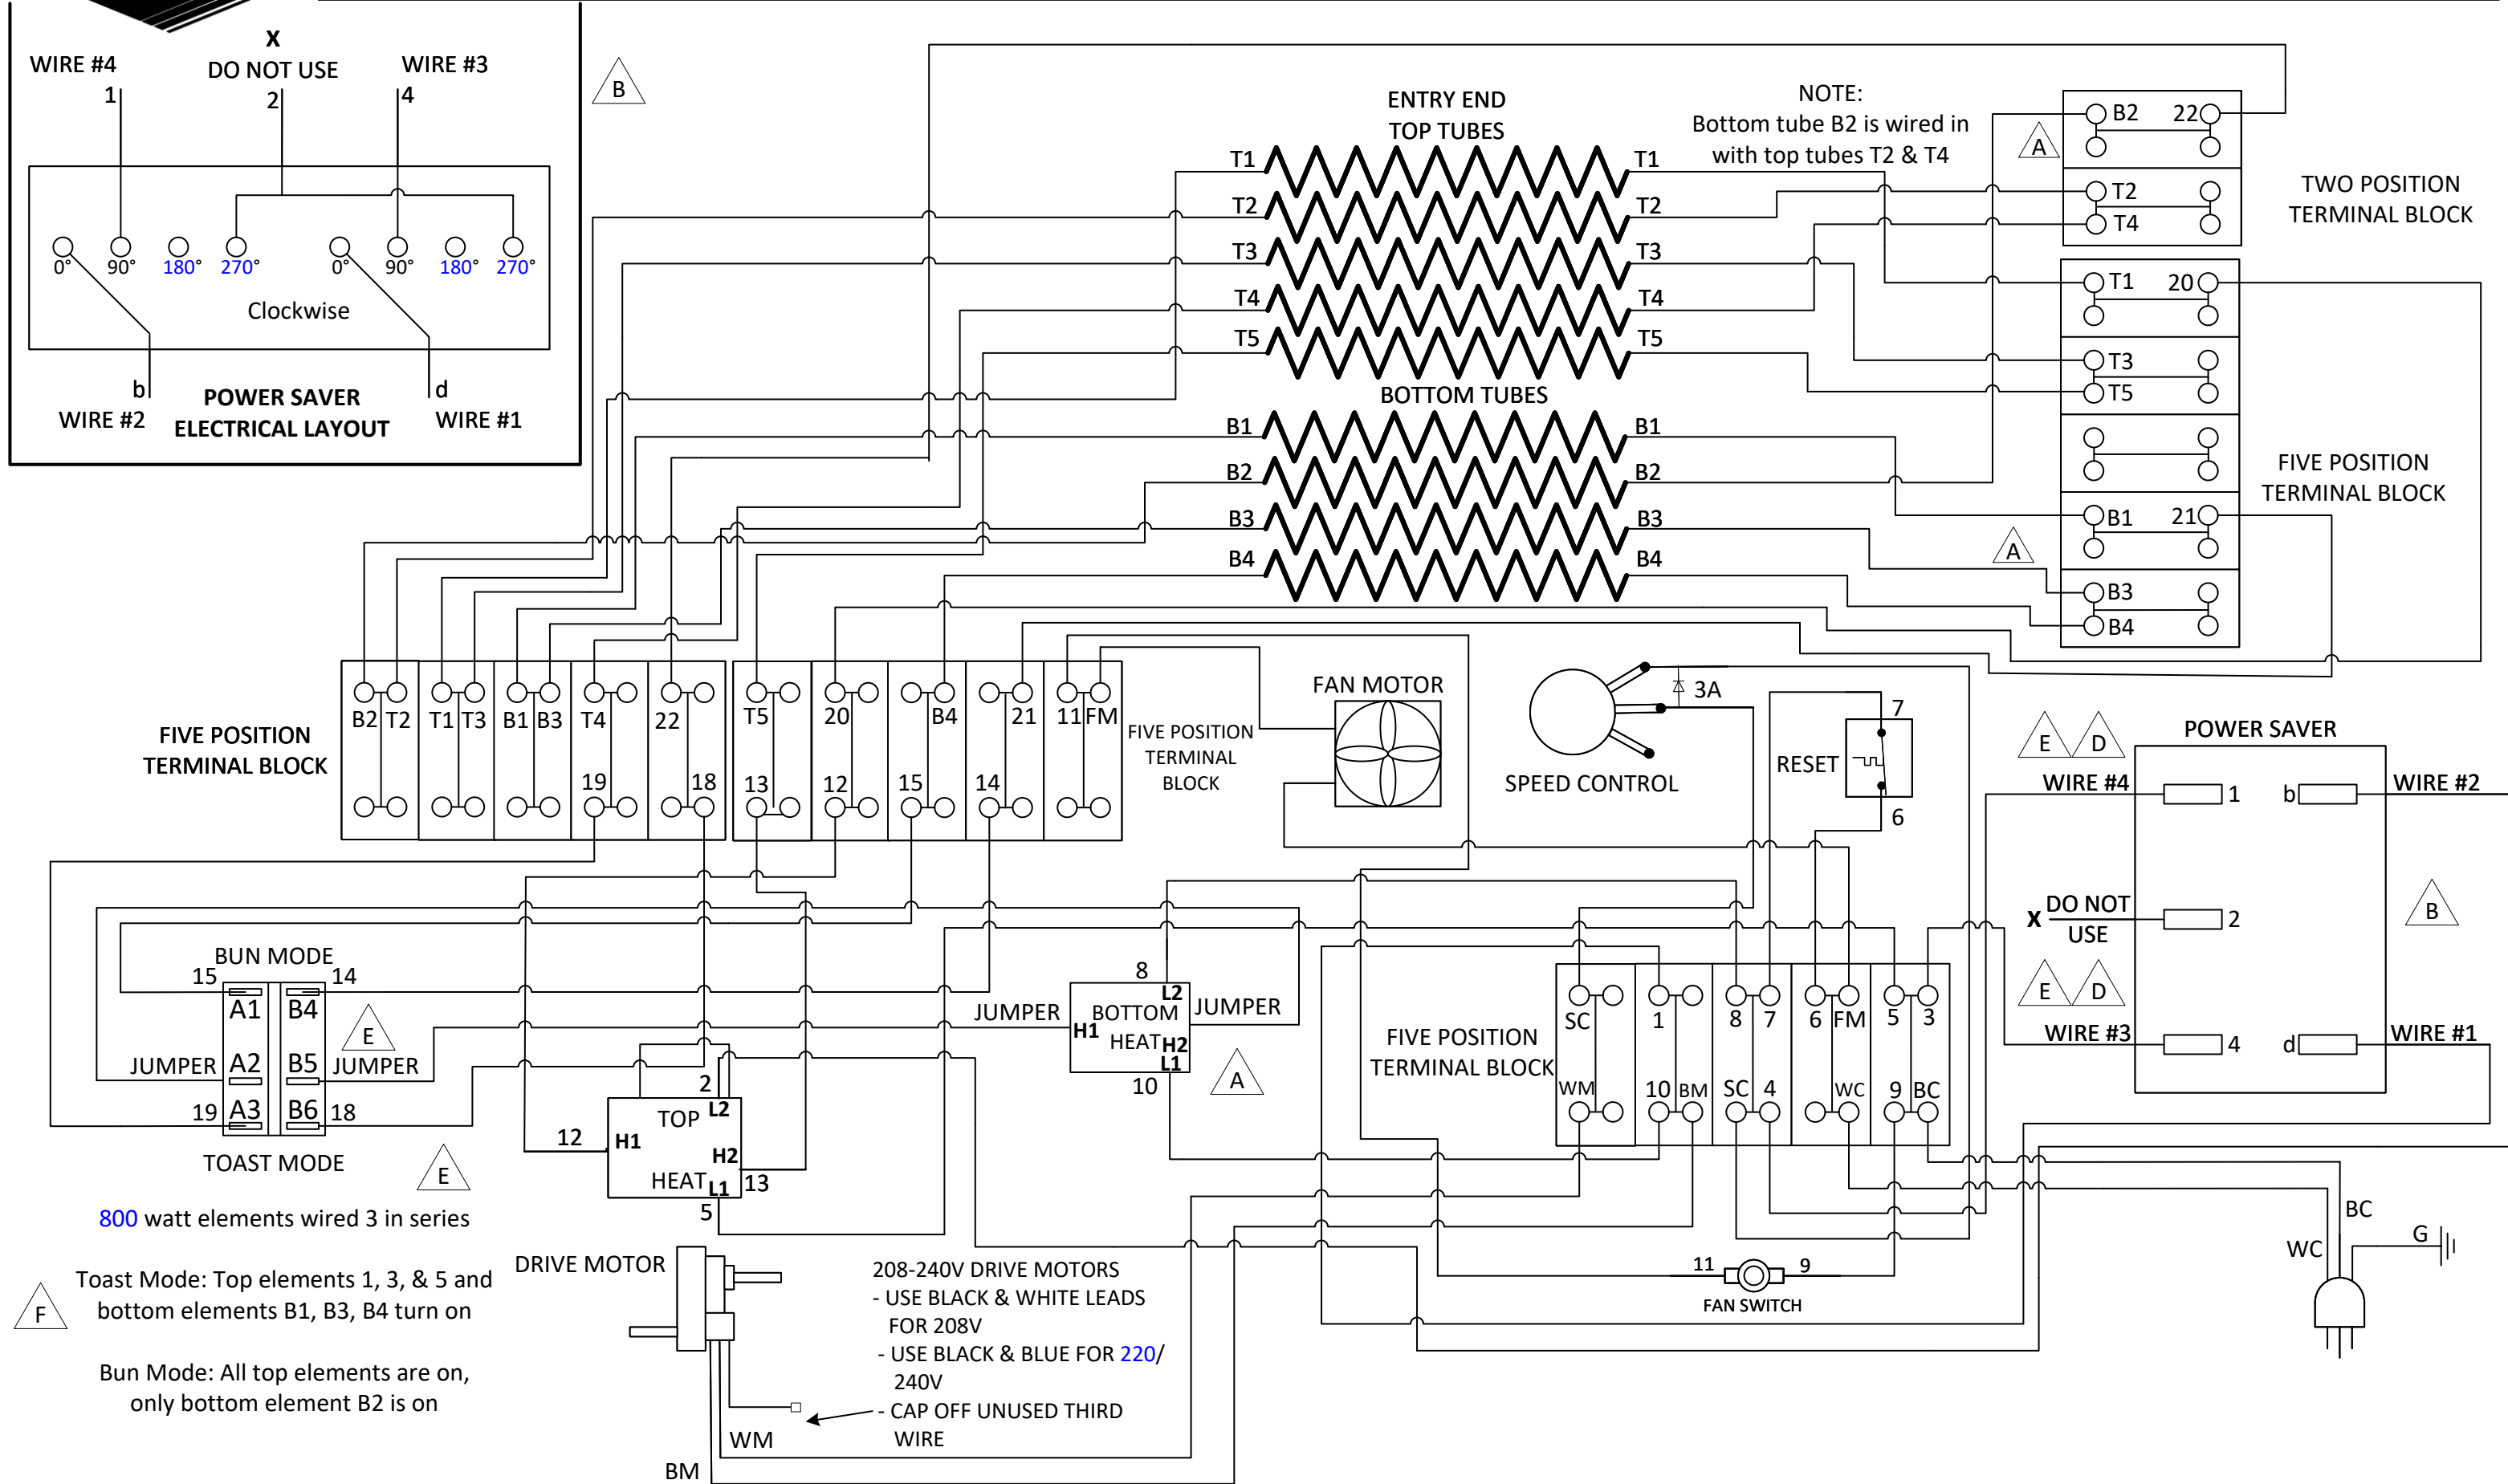 X
WIRE #4
DO NOT USE
WIRE #3
1
2
4
0° 90° 180° 270° 0° 90° 180° 270°
Clockwise
b
d
WIRE #2
POWER SAVER
ELECTRICAL LAYOUT
WIRE #1
B
ENTRY END
TOP TUBES
T1 T1
T2 T2
T3 T3
T4 T4
T5 T5
BOTTOM TUBES
B1 B1
B2 B2
B3 B3
B4 B4
NOTE:
Bottom tube B2 is wired in
with top tubes T2 & T4
A
B2 22
T2
T4
TWO POSITION
TERMINAL BLOCK
T1 20
T3
T5
B1 21
B3
B4
A
FIVE POSITION
TERMINAL BLOCK
FIVE POSITION
TERMINAL BLOCK
B2 T2 T1 T3 B1 B3 T4 22
19 18
T5 20 B4 21 11 FM
13 12 15 14
FIVE POSITION
TERMINAL
BLOCK
FAN MOTOR
SPEED CONTROL
3A
RESET
7
6
POWER SAVER
E D
WIRE #4
1
b
WIRE #2
X
DO NOT
USE
2
B
E D
WIRE #3
4
d
WIRE #1
BUN MODE
15 14
A1 B4
JUMPER A2 B5 JUMPER
19 A3 B6 18
TOAST MODE
E
E
2
L2
TOP
12 H1
H2
HEAT
L1 13
5
8
L2
JUMPER
BOTTOM
JUMPER
H1
HEAT
H2
L1
10
A
FIVE POSITION
TERMINAL BLOCK
SC 1 8 7 6 FM 5 3
WM 10 BM SC 4 WC 9 BC
11 9
FAN SWITCH
BC
WC
G
800 watt elements wired 3 in series
F
Toast Mode: Top elements 1, 3, & 5 and
bottom elements B1, B3, B4 turn on
Bun Mode: All top elements are on,
only bottom element B2 is on
DRIVE MOTOR
WM
BM
208-240V DRIVE MOTORS
- USE BLACK & WHITE LEADS
FOR 208V
- USE BLACK & BLUE FOR 220/
240V
- CAP OFF UNUSED THIRD
WIRE